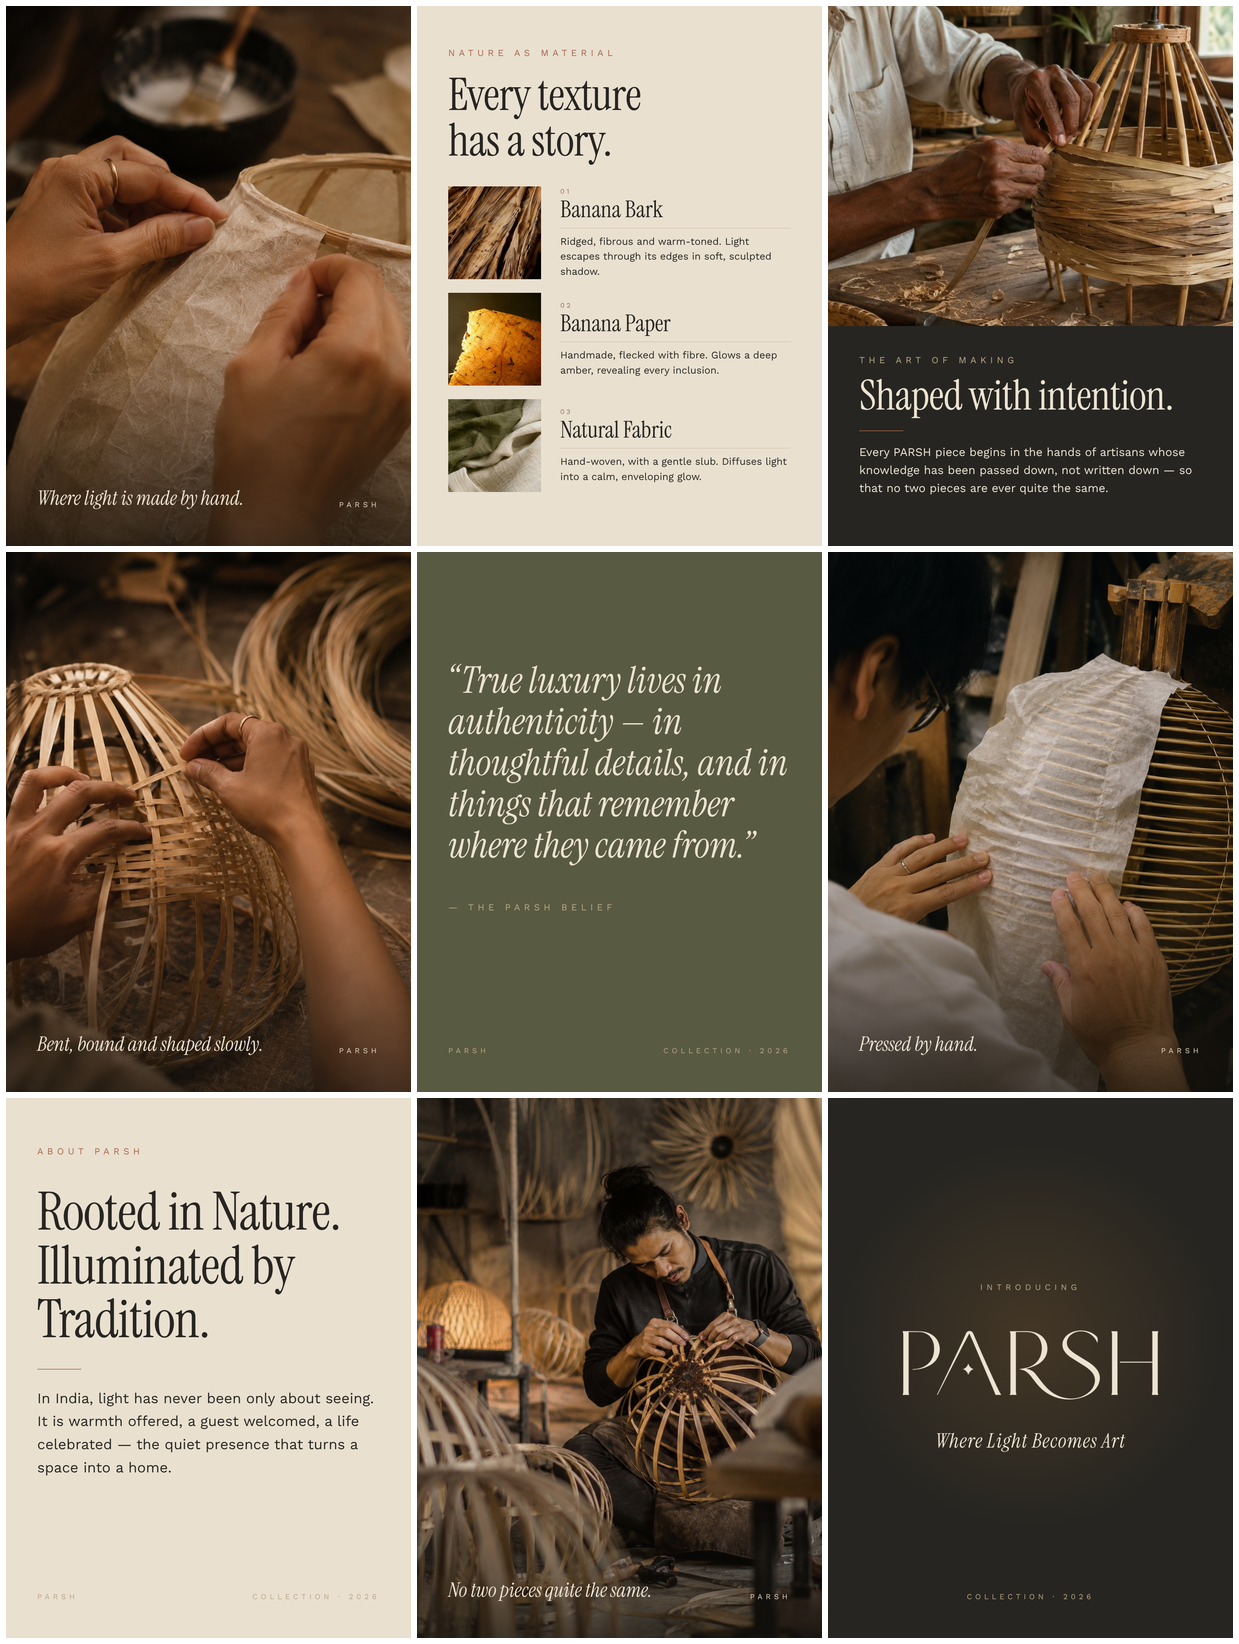 Where light is made by hand.
PARSH
NATURE AS MATERIAL
Every texture
has a story.
01
Banana Bark
Ridged, fibrous and warm-toned. Light
escapes through its edges in soft, sculpted
shadow.
02
Banana Paper
Handmade, flecked with fibre. Glows a deep
amber, revealing every inclusion.
03
Natural Fabric
Hand-woven, with a gentle slub. Diffuses light
into a calm, enveloping glow.
THE ART OF MAKING
Shaped with intention.
Every PARSH piece begins in the hands of artisans whose
knowledge has been passed down, not written down — so
that no two pieces are ever quite the same.
Bent, bound and shaped slowly.
PARSH
“True luxury lives in
authenticity — in
thoughtful details, and in
things that remember
where they came from.”
— THE PARSH BELIEF
PARSH
COLLECTION · 2026
Pressed by hand.
PARSH
ABOUT PARSH
Rooted in Nature.
Illuminated by
Tradition.
In India, light has never been only about seeing.
It is warmth offered, a guest welcomed, a life
celebrated — the quiet presence that turns a
space into a home.
PARSH
COLLECTION · 2026
No two pieces quite the same.
PARSH
INTRODUCING
PARSH
Where Light Becomes Art
COLLECTION · 2026